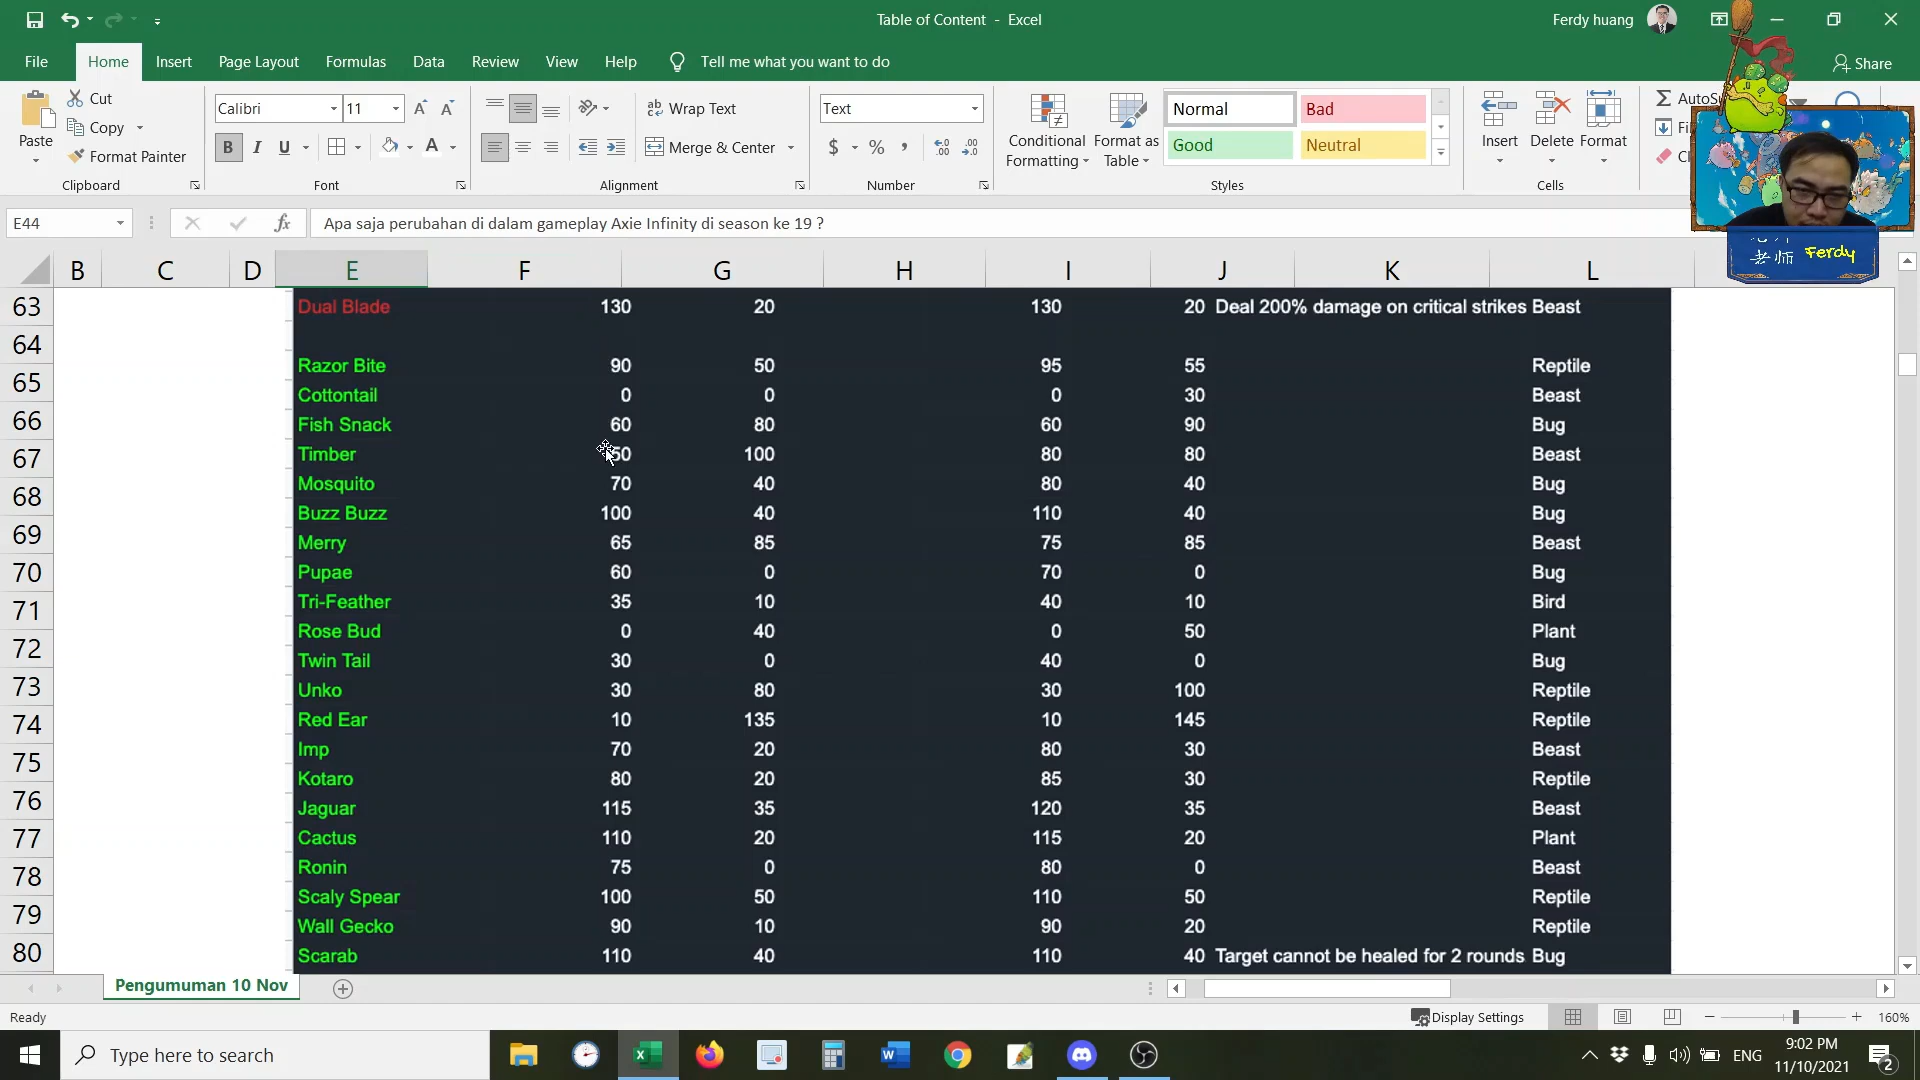 Table of Content - Excel
Ferdy huang
File Home Insert Page Layout Formulas Data Review View Help Tell me what you want to do
Share
Paste
Cut
Copy
Format Painter
Clipboard
Calibri 11
B I U
Font
Wrap Text
Merge & Center
Alignment
Text
$ % ,
Number
Conditional Formatting
Format as Table
Normal Bad
Good Neutral
Styles
Insert Delete Format
Cells
老师 Ferdy
E44
fx
Apa saja perubahan di dalam gameplay Axie Infinity di season ke 19 ?
B C D E F G H I J K L
63 Dual Blade 130 20 130 20 Deal 200% damage on critical strikes Beast
64
65 Razor Bite 90 50 95 55 Reptile
Cottontail 0 0 0 30 Beast
66 Fish Snack 60 80 60 90 Bug
67 Timber 50 100 80 80 Beast
68 Mosquito 70 40 80 40 Bug
69 Buzz Buzz 100 40 110 40 Bug
Merry 65 85 75 85 Beast
70 Pupae 60 0 70 0 Bug
71 Tri-Feather 35 10 40 10 Bird
72 Rose Bud 0 40 0 50 Plant
Twin Tail 30 0 40 0 Bug
73 Unko 30 80 30 100 Reptile
74 Red Ear 10 135 10 145 Reptile
75 Imp 70 20 80 30 Beast
Kotaro 80 20 85 30 Reptile
76 Jaguar 115 35 120 35 Beast
77 Cactus 110 20 115 20 Plant
78 Ronin 75 0 80 0 Beast
Scaly Spear 100 50 110 50 Reptile
79 Wall Gecko 90 10 90 20 Reptile
80 Scarab 110 40 110 40 Target cannot be healed for 2 rounds Bug
Pengumuman 10 Nov
Ready
Display Settings
160%
Type here to search
ENG
9:02 PM
11/10/2021
2